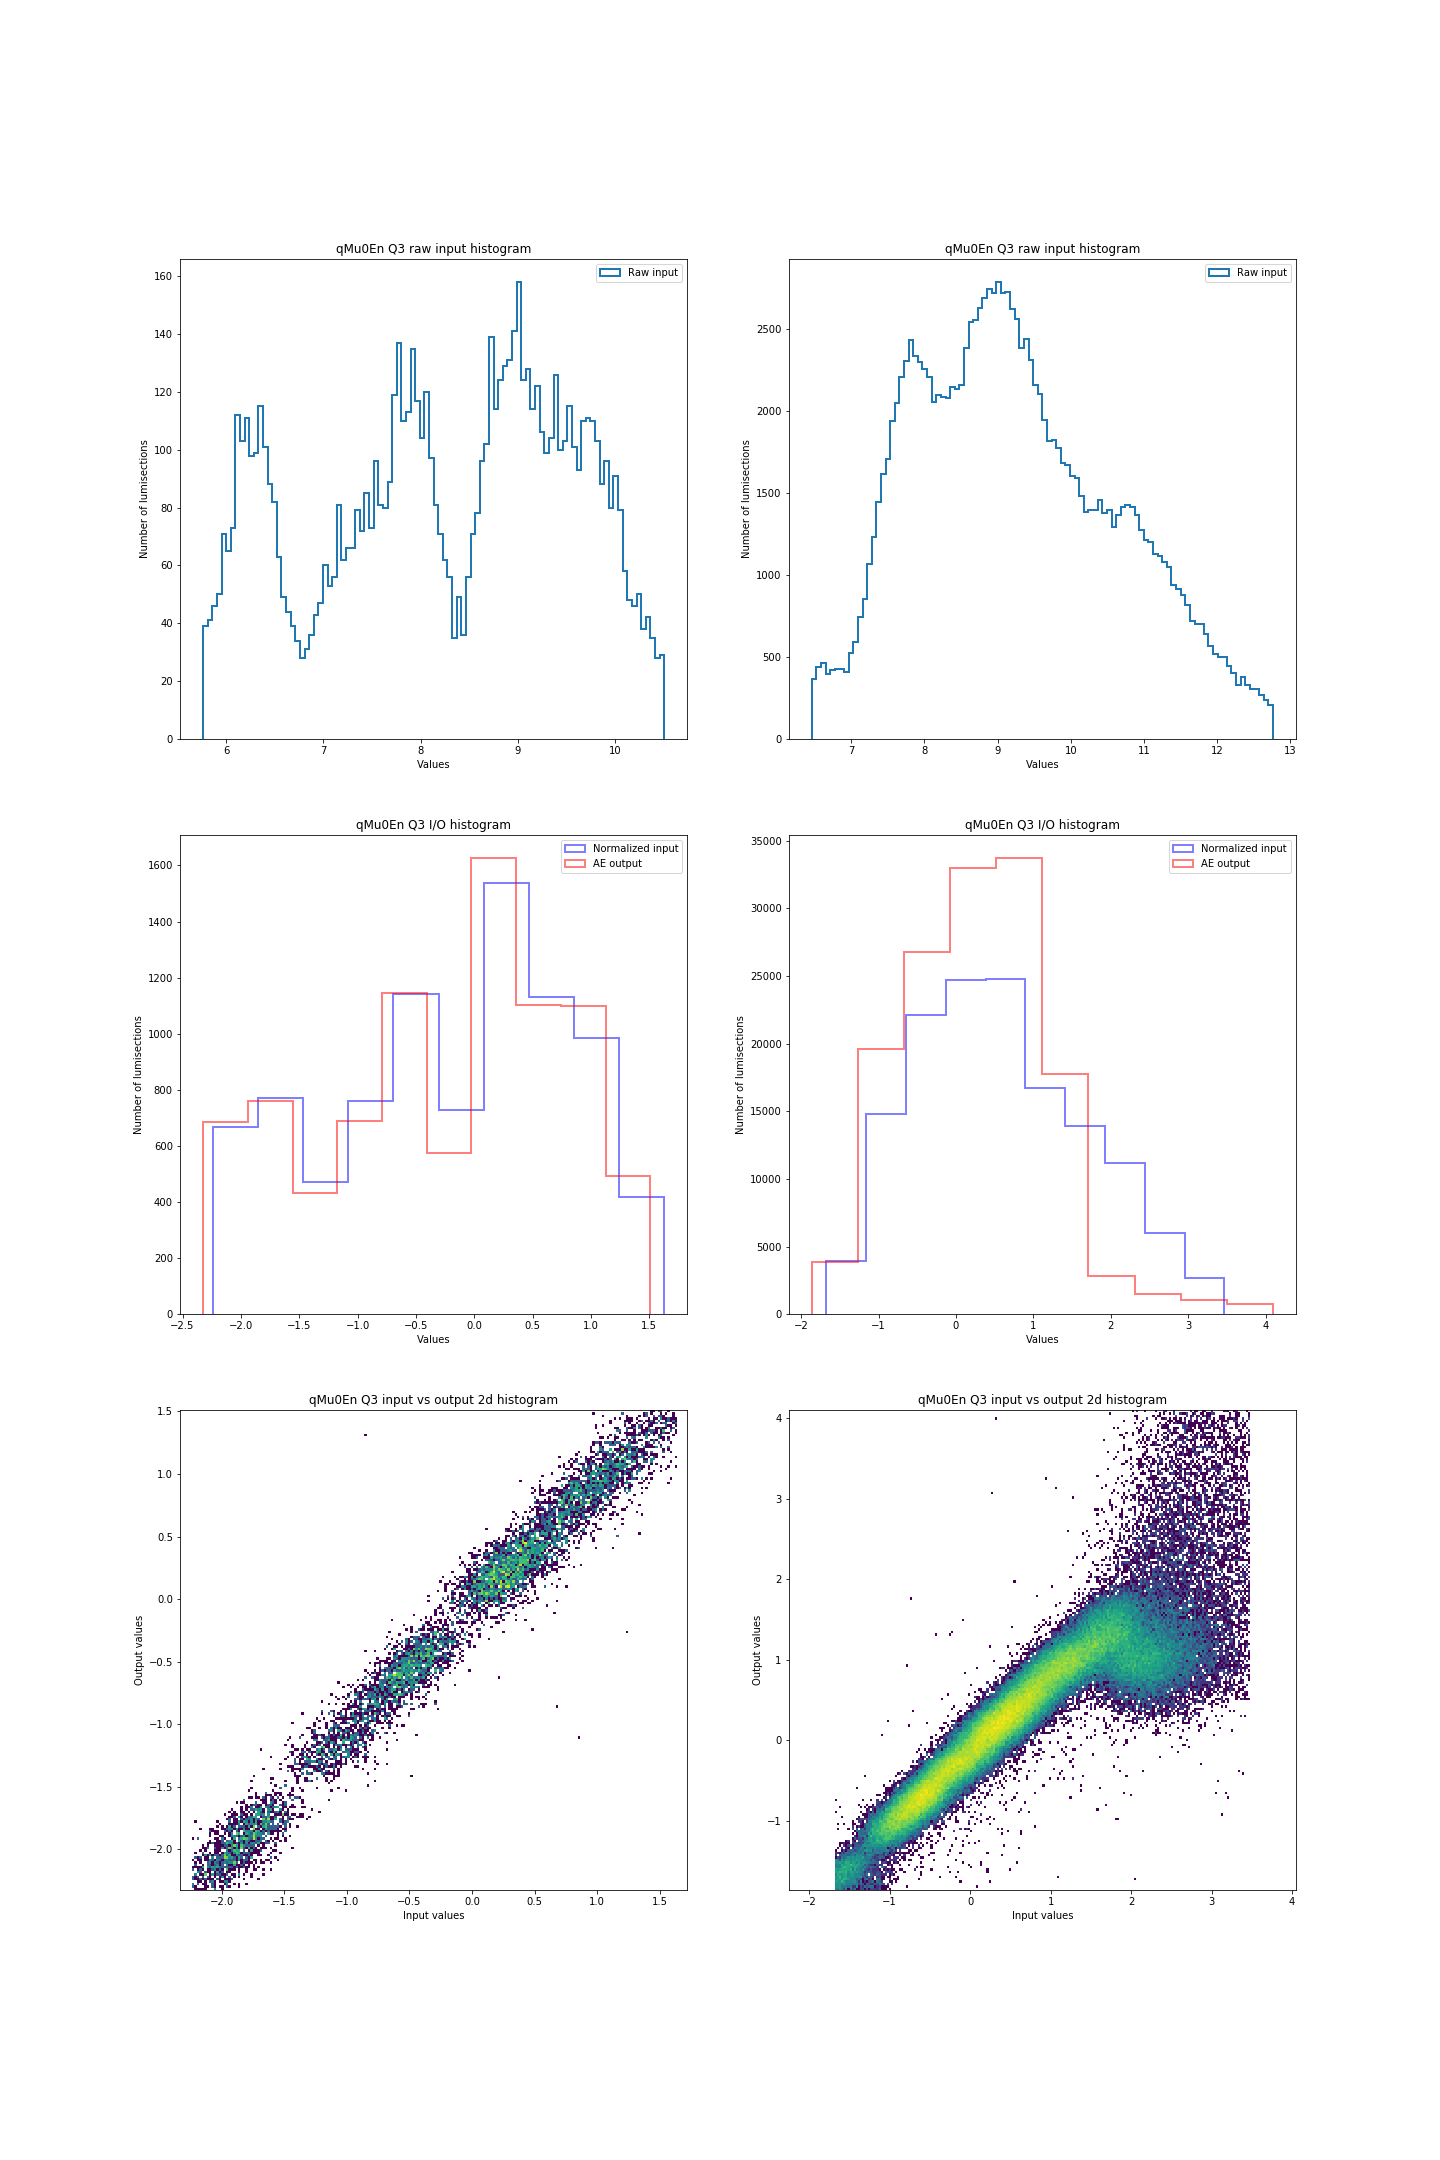 qMu0En Q3 raw input histogram
Raw input
160
140
120
100
80
60
40
20
0
Number of lumisections
6 7 8 9 10
Values
qMu0En Q3 raw input histogram
Raw input
2500
2000
1500
1000
500
0
Number of lumisections
7 8 9 10 11 12 13
Values
qMu0En Q3 I/O histogram
Normalized input
AE output
1600
1400
1200
1000
800
600
400
200
0
Number of lumisections
−2.5 −2.0 −1.5 −1.0 −0.5 0.0 0.5 1.0 1.5
Values
qMu0En Q3 I/O histogram
Normalized input
AE output
35000
30000
25000
20000
15000
10000
5000
0
Number of lumisections
−2 −1 0 1 2 3 4
Values
qMu0En Q3 input vs output 2d histogram
1.5
1.0
0.5
0.0
−0.5
−1.0
−1.5
−2.0
Output values
−2.0 −1.5 −1.0 −0.5 0.0 0.5 1.0 1.5
Input values
qMu0En Q3 input vs output 2d histogram
4
3
2
1
0
−1
Output values
−2 −1 0 1 2 3 4
Input values